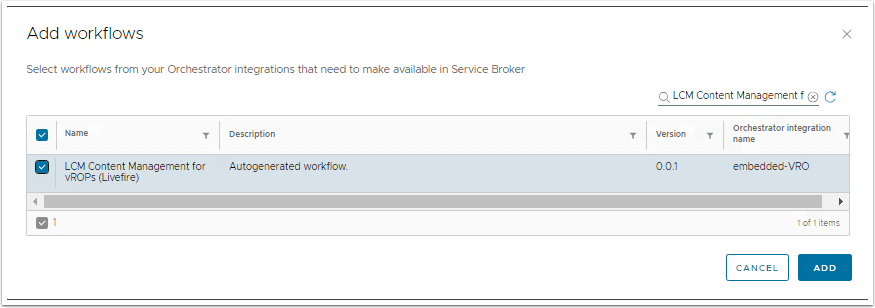 Add workflows
Select workflows from your Orchestrator integrations that need to make available in Service Broker
LCM Content Management f
Name
Description
Version
Orchestrator integration
name
LCM Content Management for
vROPs (Livefire)
Autogenerated workflow.
0.0.1
embedded-VRO
1
1 of 1 items
CANCEL
ADD